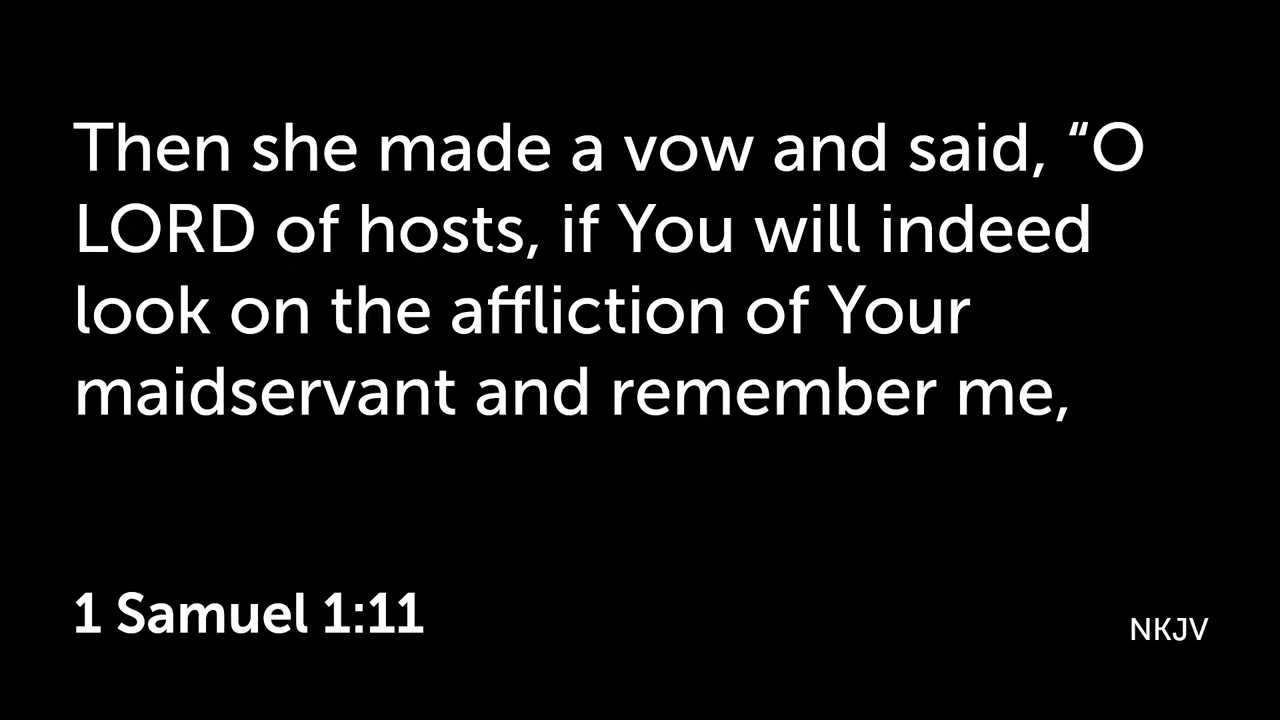 Then she made a vow and said, “O
LORD of hosts, if You will indeed
look on the affliction of Your
maidservant and remember me,
1 Samuel 1:11
NKJV